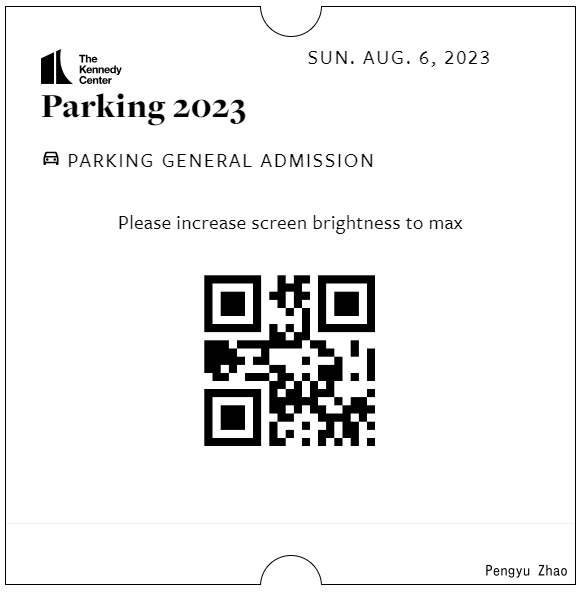 The
Kennedy
Center
SUN. AUG. 6, 2023
Parking 2023
PARKING GENERAL ADMISSION
Please increase screen brightness to max
Pengyu Zhao